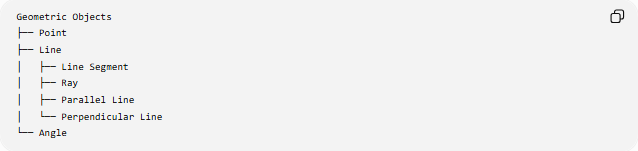 Geometric Objects
├── Point
├── Line
│   ├── Line Segment
│   ├── Ray
│   ├── Parallel Line
│   └── Perpendicular Line
└── Angle